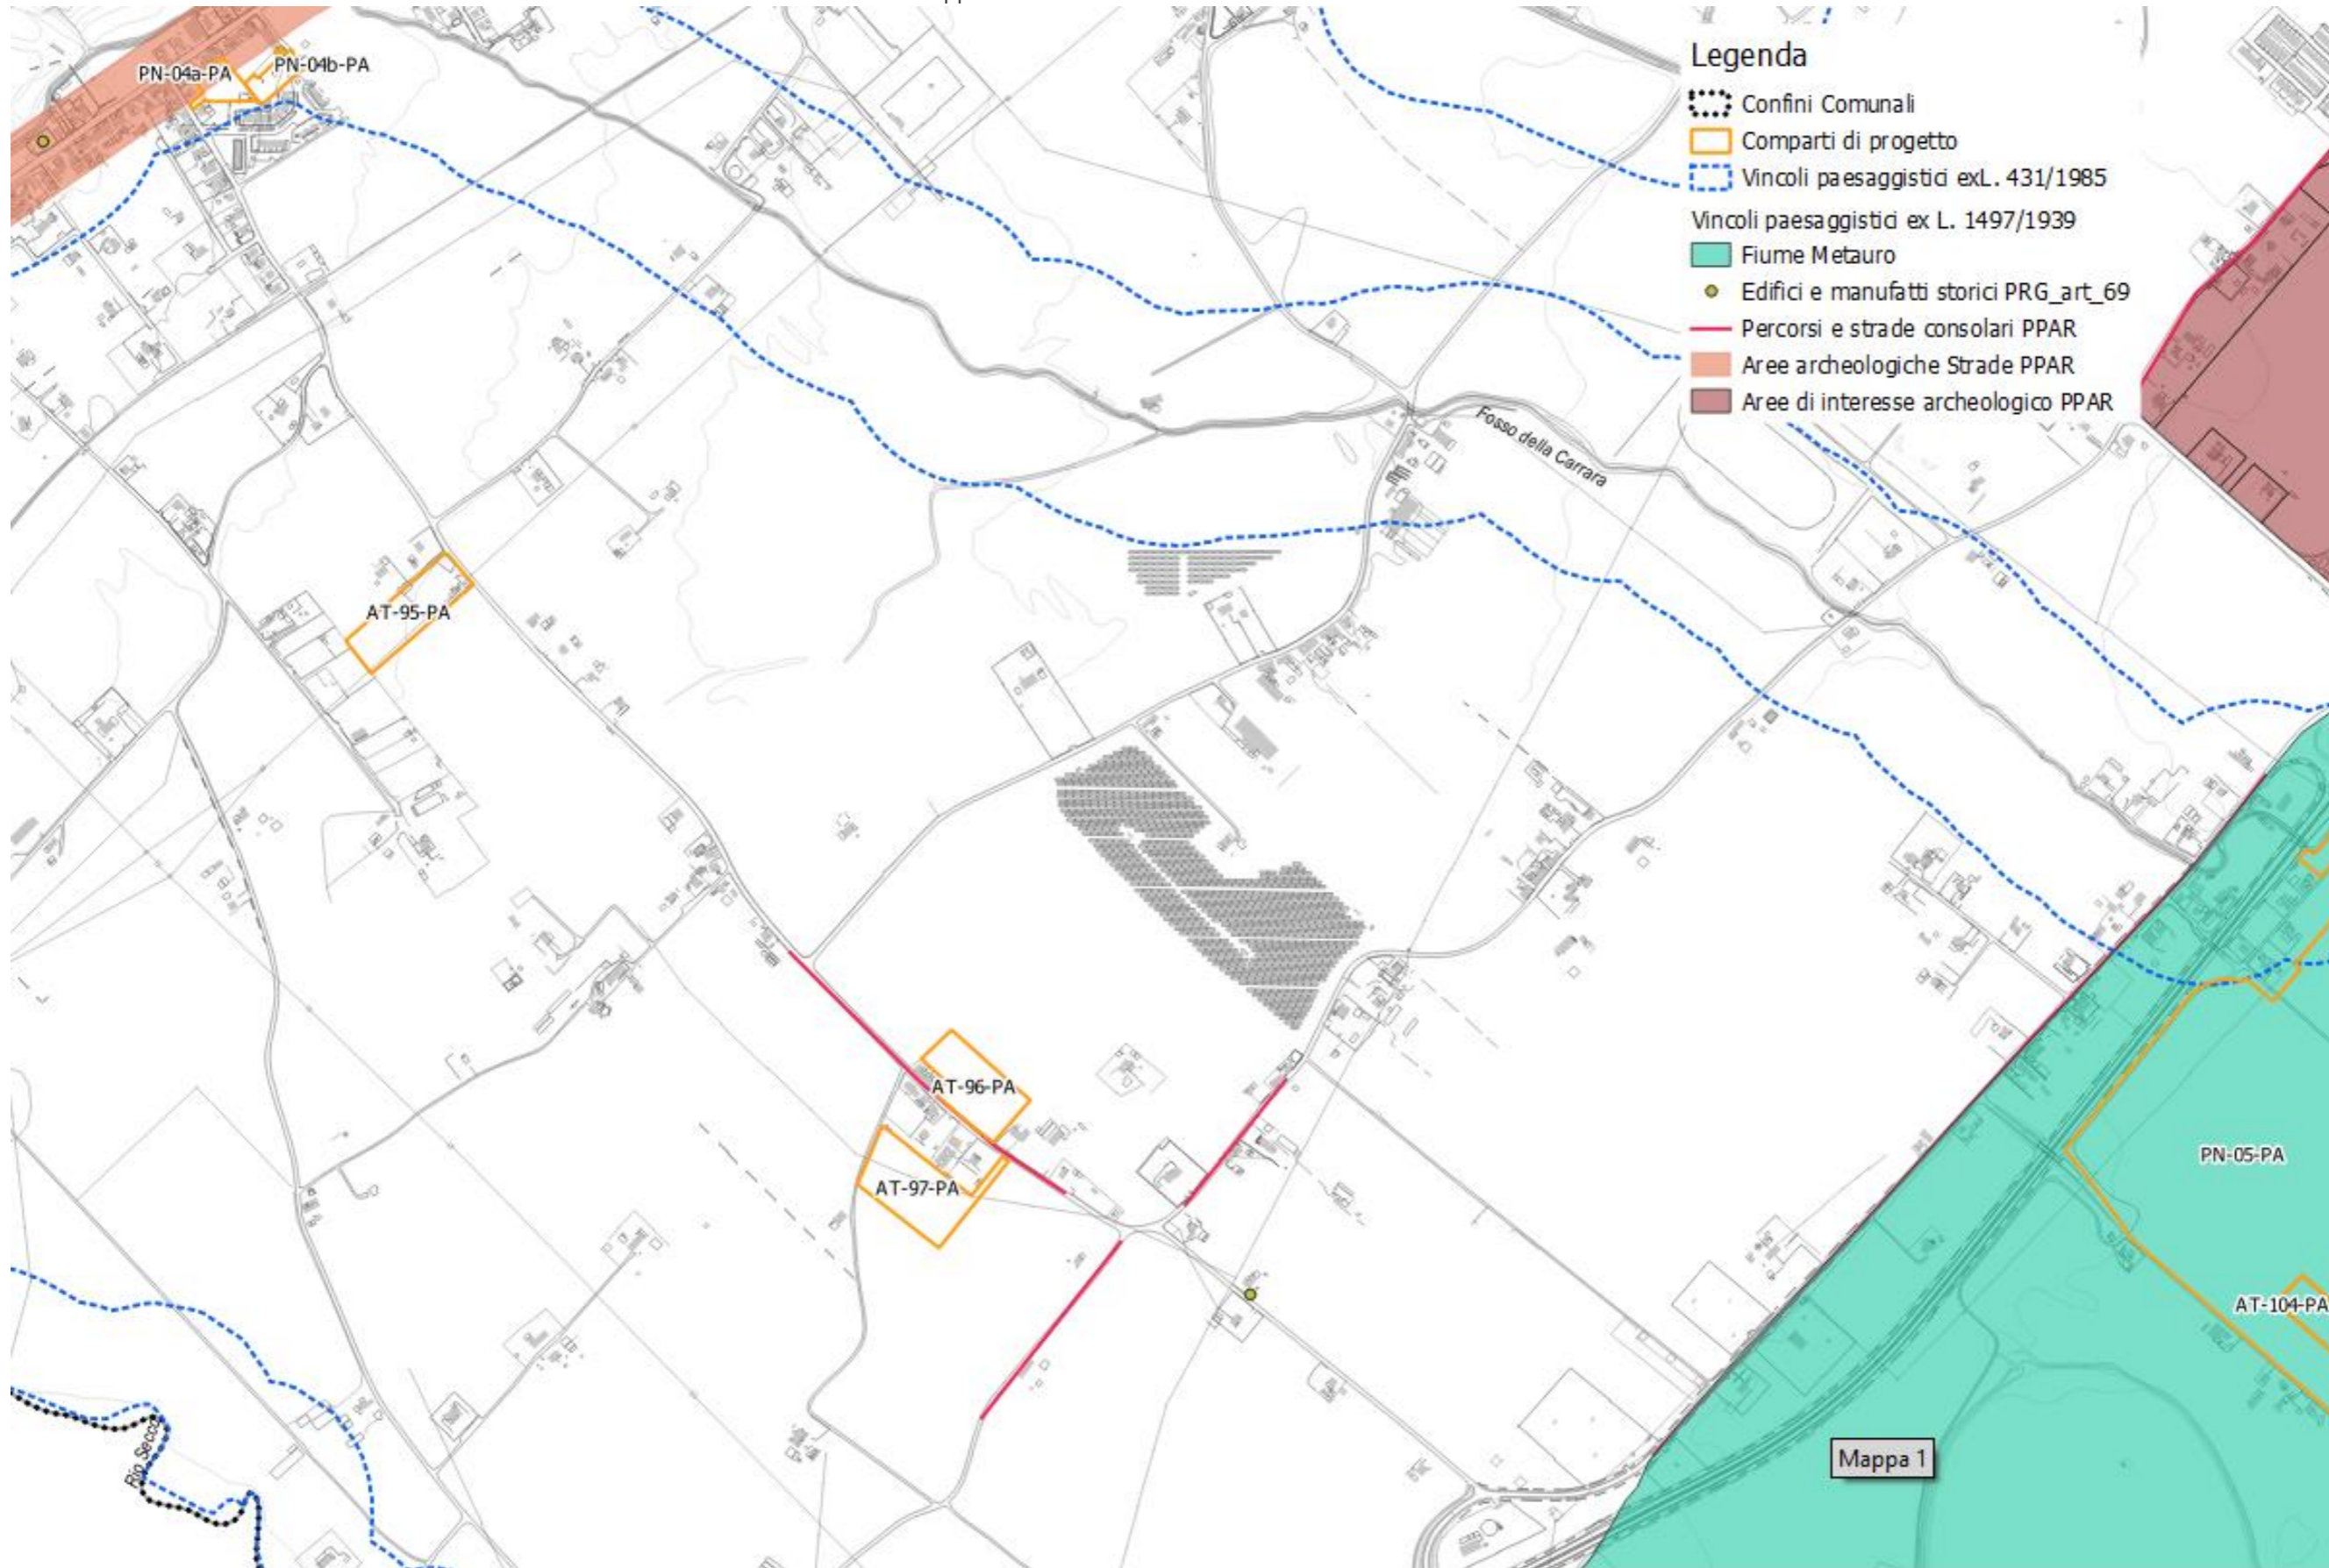 PN-04a-PA
PN-04b-PA
Legenda
Confini Comunali
Comparti di progetto
Vincoli paesaggistici exL. 431/1985
Vincoli paesaggistici ex L. 1497/1939
Fiume Metauro
Edifici e manufatti storici PRG_art_69
Percorsi e strade consolari PPAR
Aree archeologiche Strade PPAR
Aree di interesse archeologico PPAR
Fosso della Carrara
AT-95-PA
AT-96-PA
AT-97-PA
PN-05-PA
AT-104-PA
Rio Secco
Mappa 1